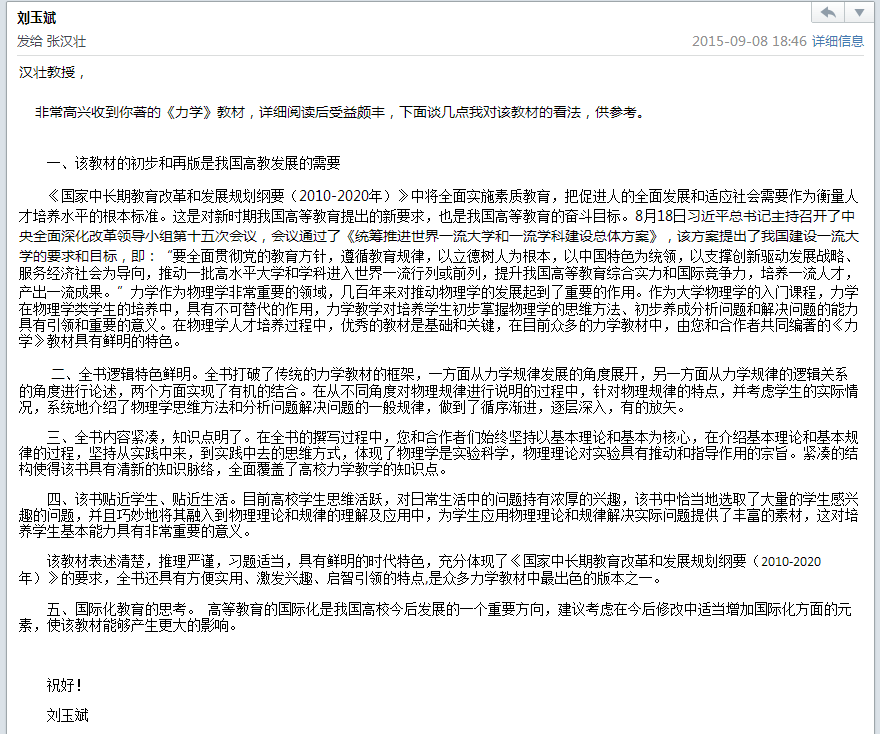 刘玉斌
发给 张汉壮
2015-09-08 18:46 详细信息
汉壮教授，
非常高兴收到你著的《力学》教材，详细阅读后受益颇丰，下面谈几点我对该教材的看法，供参考。
一、该教材的初步和再版是我国高教发展的需要
《国家中长期教育改革和发展规划纲要（2010-2020年）》中将全面实施素质教育，把促进人的全面发展和适应社会需要作为衡量人
才培养水平的根本标准。这是对新时期我国高等教育提出的新要求，也是我国高等教育的奋斗目标。8月18日习近平总书记主持召开了中
央全面深化改革领导小组第十五次会议，会议通过了《统筹推进世界一流大学和一流学科建设总体方案》，该方案提出了我国建设一流大
学的要求和目标，即：“要全面贯彻党的教育方针，遵循教育规律，以立德树人为根本，以中国特色为统领，以支撑创新驱动发展战略、
服务经济社会为导向，推动一批高水平大学和学科进入世界一流行列或前列，提升我国高等教育综合实力和国际竞争力，培养一流人才，
产出一流成果。”力学作为物理学非常重要的领域，几百年来对推动物理学的发展起到了重要的作用。作为大学物理学的入门课程，力学
在物理学类学生的培养中，具有不可替代的作用，力学教学对培养学生初步掌握物理学的思维方法、初步养成分析问题和解决问题的能力
具有引领和重要的意义。在物理学人才培养过程中，优秀的教材是基础和关键，在目前众多的力学教材中，由您和合作者共同编著的《力
学》教材具有鲜明的特色。
二、全书逻辑特色鲜明。全书打破了传统的力学教材的框架，一方面从力学规律发展的角度展开，另一方面从力学规律的逻辑关系
的角度进行论述，两个方面实现了有机的结合。在从不同角度对物理规律进行说明的过程中，针对物理规律的特点，并考虑学生的实际情
况，系统地介绍了物理学思维方法和分析问题解决问题的一般规律，做到了循序渐进，逐层深入，有的放矢。
三、全书内容紧凑，知识点明了。在全书的撰写过程中，您和合作者们始终坚持以基本理论和基本为核心，在介绍基本理论和基本规
律的过程，坚持从实践中来，到实践中去的思维方式，体现了物理学是实验科学，物理理论对实验具有推动和指导作用的宗旨。紧凑的结
构使得该书具有清新的知识脉络，全面覆盖了高校力学教学的知识点。
四、该书贴近学生、贴近生活。目前高校学生思维活跃，对日常生活中的问题持有浓厚的兴趣，该书中恰当地选取了大量的学生感兴
趣的问题，并且巧妙地将其融入到物理理论和规律的理解及应用中，为学生应用物理理论和规律解决实际问题提供了丰富的素材，这对培
养学生基本能力具有非常重要的意义。
该教材表述清楚，推理严谨，习题适当，具有鲜明的时代特色，充分体现了《国家中长期教育改革和发展规划纲要（2010-2020
年）》的要求，全书还具有方便实用、激发兴趣、启智引领的特点,是众多力学教材中最出色的版本之一。
五、国际化教育的思考。 高等教育的国际化是我国高校今后发展的一个重要方向，建议考虑在今后修改中适当增加国际化方面的元
素，使该教材能够产生更大的影响。
祝好！
刘玉斌